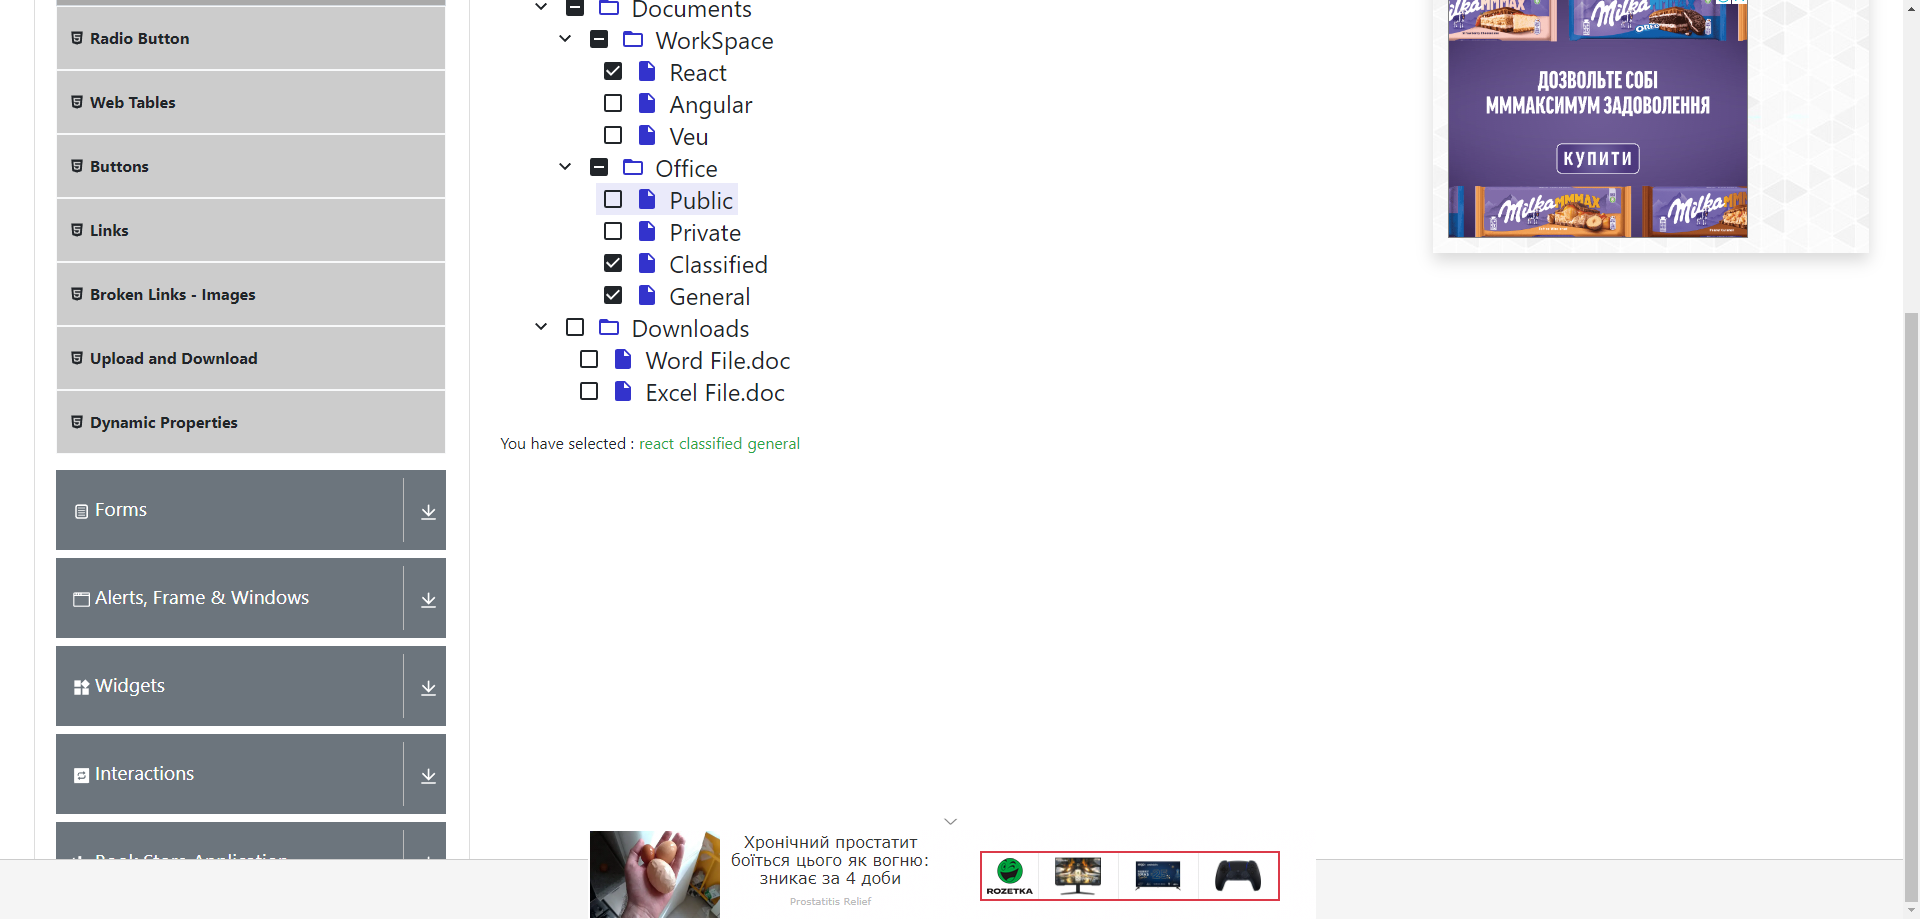 Radio Button
Web Tables
Buttons
Links
Broken Links - Images
Upload and Download
Dynamic Properties
Forms
Alerts, Frame & Windows
Widgets
Interactions
Documents
WorkSpace
React
Angular
Veu
Office
Public
Private
Classified
General
Downloads
Word File.doc
Excel File.doc
You have selected : react classified general
Milka MMMAX
Milka
OREO
ДОЗВОЛЬТЕ СОБІ
МММАКСИМУМ ЗАДОВОЛЕННЯ
КУПИТИ
Milka MMMAX
Milka MMM
Хронічний простатит
боїться цього як вогню:
зникає за 4 доби
Prostatitis Relief
ROZETKA